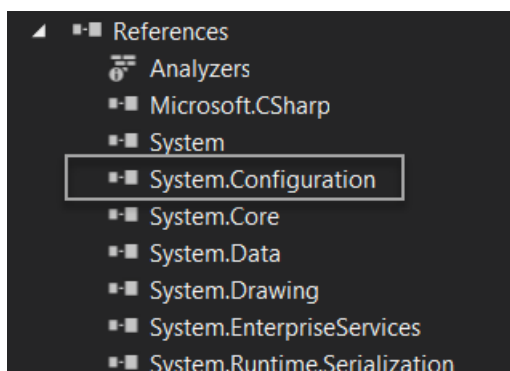 References
Analyzers
Microsoft.CSharp
System
System.Configuration
System.Core
System.Data
System.Drawing
System.EnterpriseServices
System.Runtime.Serialization